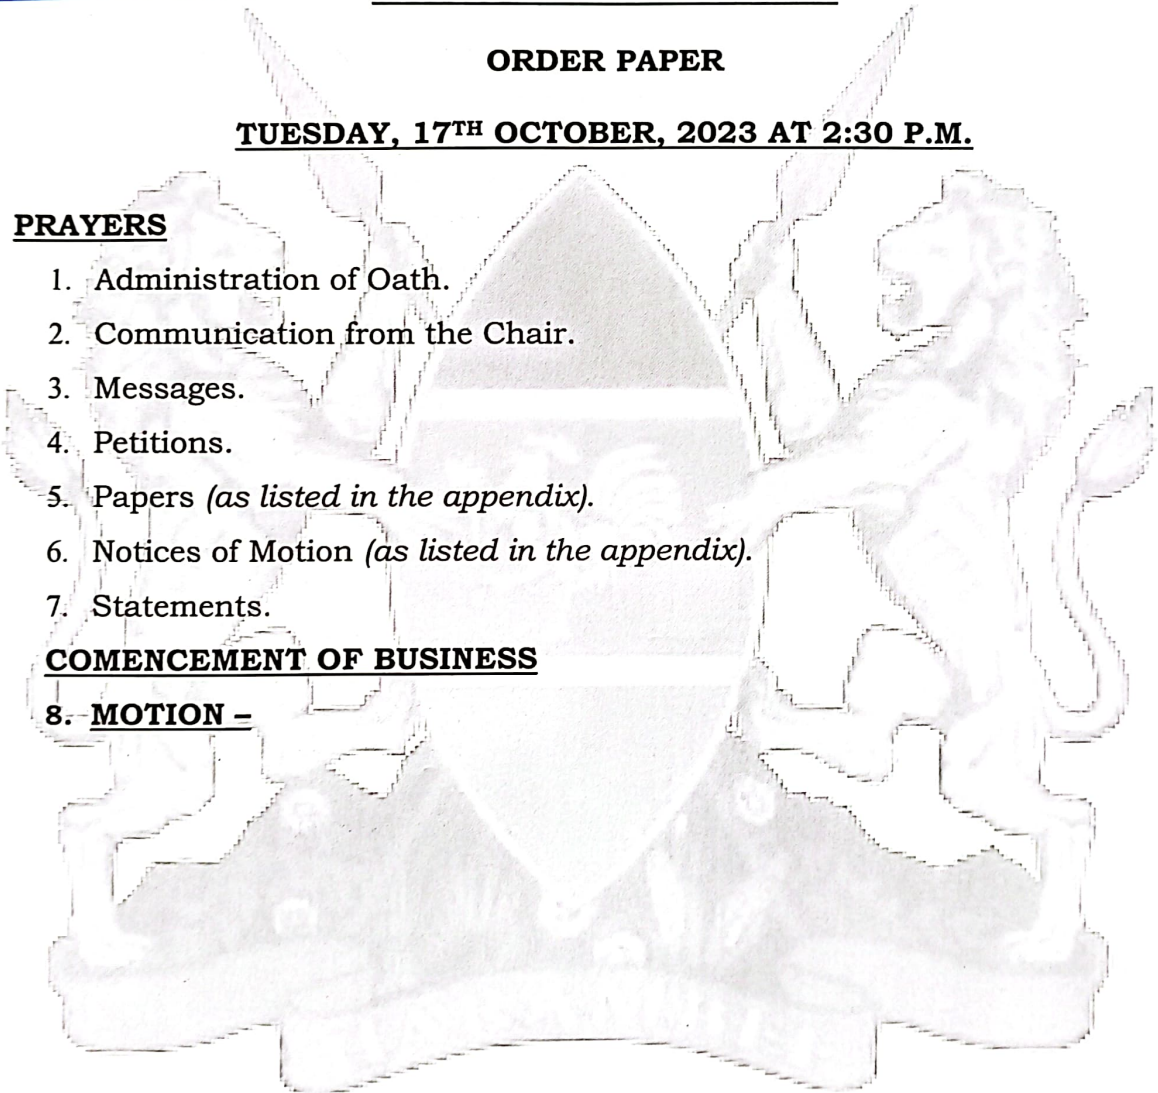 ORDER PAPER
TUESDAY, 17TH OCTOBER, 2023 AT 2:30 P.M.
PRAYERS
1. Administration of Oath.
2. Communication from the Chair.
3. Messages.
4. Petitions.
5. Papers (as listed in the appendix).
6. Notices of Motion (as listed in the appendix).
7. Statements.
COMENCEMENT OF BUSINESS
8. MOTION –